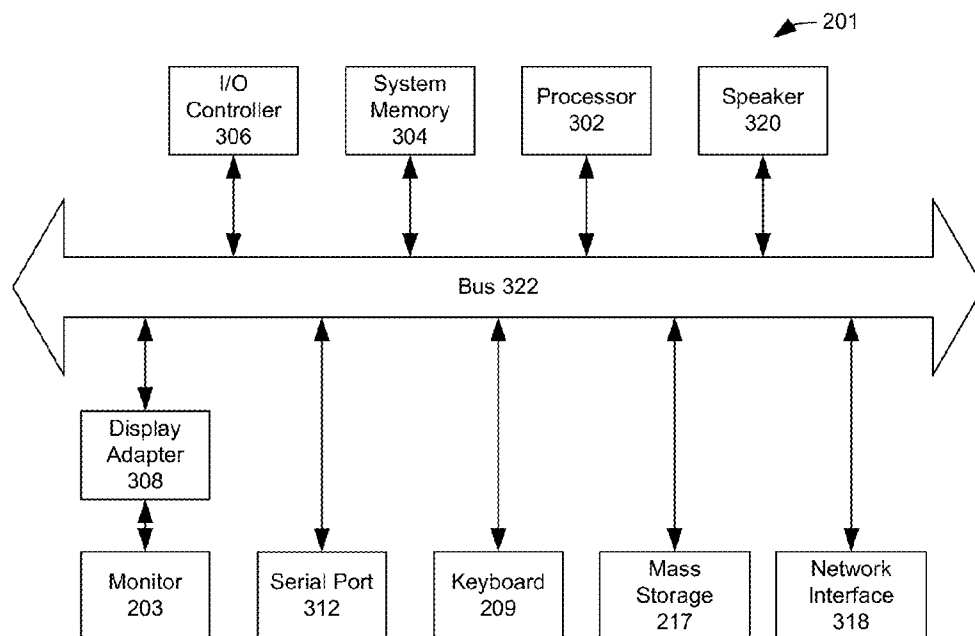 201
I/O
Controller
306
System
Memory
304
Processor
302
Speaker
320
Bus 322
Display
Adapter
308
Monitor
203
Serial Port
312
Keyboard
209
Mass
Storage
217
Network
Interface
318